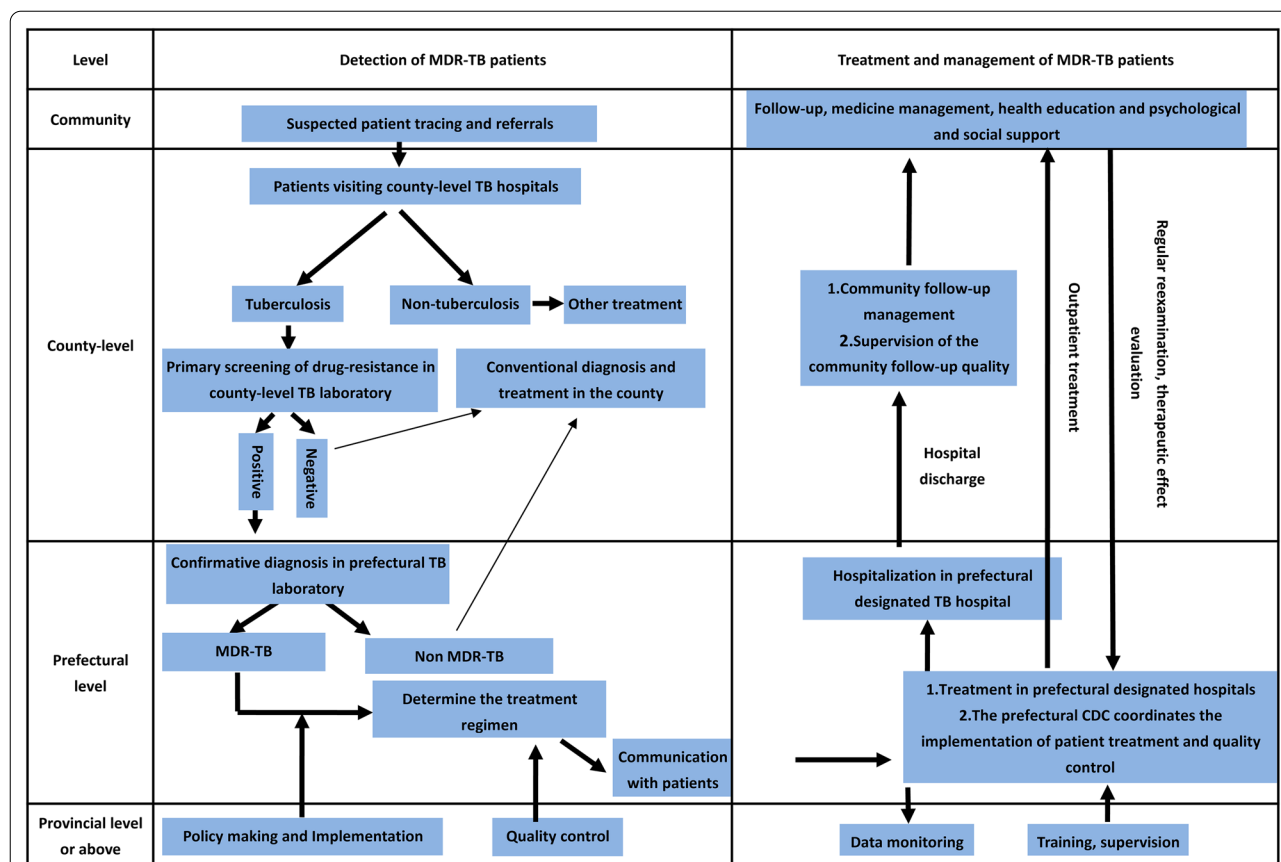 Level
Detection of MDR-TB patients
Treatment and management of MDR-TB patients
Community
Suspected patient tracing and referrals
Follow-up, medicine management, health education and psychological
and social support
County-level
Patients visiting county-level TB hospitals
Tuberculosis
Non-tuberculosis
Other treatment
Primary screening of drug-resistance in
county-level TB laboratory
Conventional diagnosis and
treatment in the county
Positive
Negative
1.Community follow-up
management
2.Supervision of the
community follow-up quality
Hospital
discharge
Outpatient treatment
Regular reexamination, therapeutic effect
evaluation
Prefectural
level
Confirmative diagnosis in prefectural TB
laboratory
MDR-TB
Non MDR-TB
Determine the treatment
regimen
Communication
with patients
Hospitalization in prefectural
designated TB hospital
1.Treatment in prefectural designated hospitals
2.The prefectural CDC coordinates the
implementation of patient treatment and quality
control
Provincial level
or above
Policy making and Implementation
Quality control
Data monitoring
Training, supervision